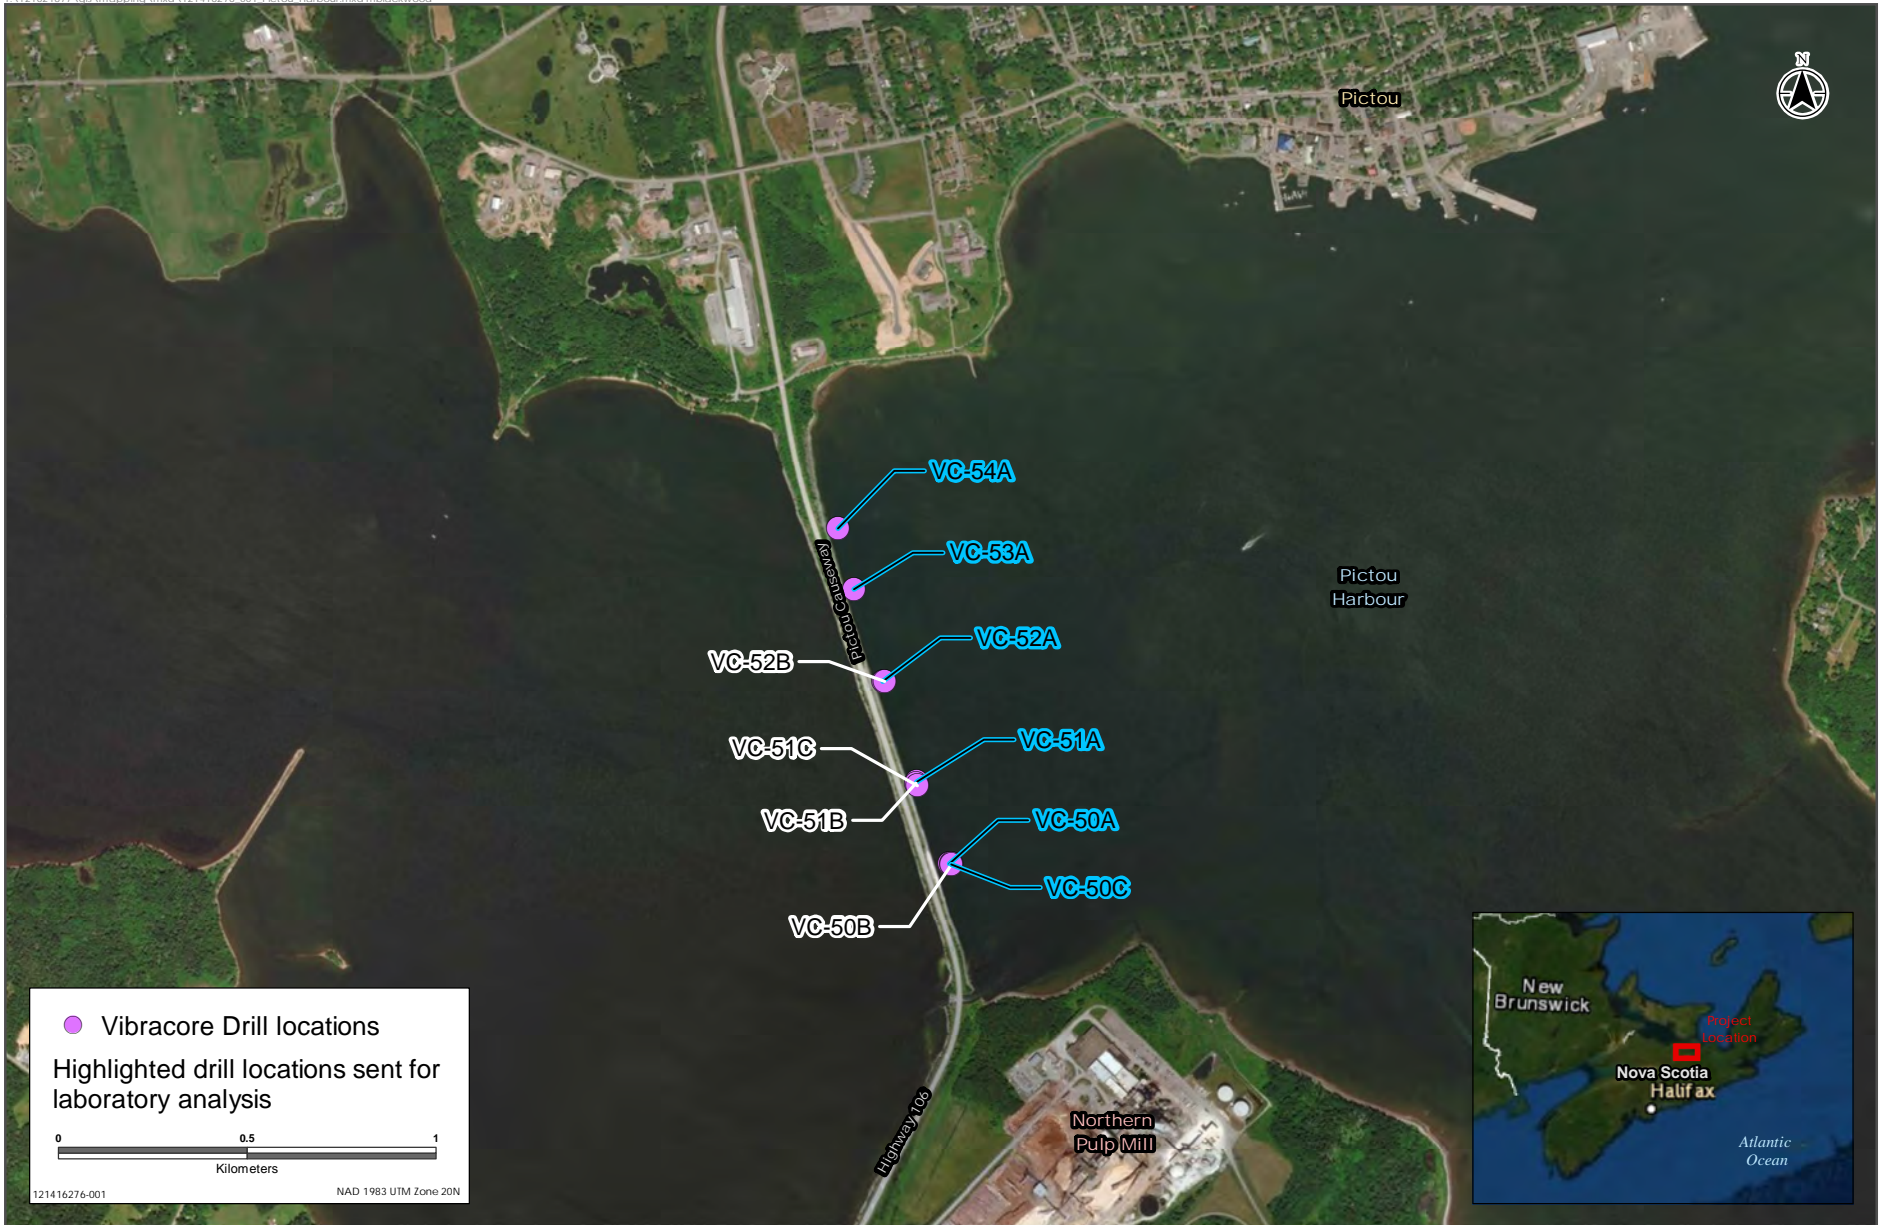 N
Pictou
VC-54A
VC-53A
Pictou Causeway
Pictou
Harbour
VC-52A
VC-52B
VC-51C
VC-51A
VC-51B
VC-50A
VC-50C
VC-50B
Vibracore Drill locations
Highlighted drill locations sent for
laboratory analysis
0 0.5 1
Kilometers
121416276-001
NAD 1983 UTM Zone 20N
Highway 106
Northern
Pulp Mill
New
Brunswick
Project
Location
Nova Scotia
Halifax
Atlantic
Ocean